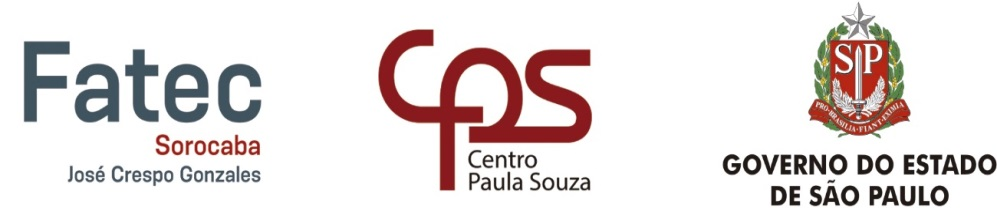 Fatec
Sorocaba
José Crespo Gonzales
cps
Centro
Paula Souza
SP
PRO·BRASILIA·FIANT·EXIMIA
GOVERNO DO ESTADO
DE SÃO PAULO